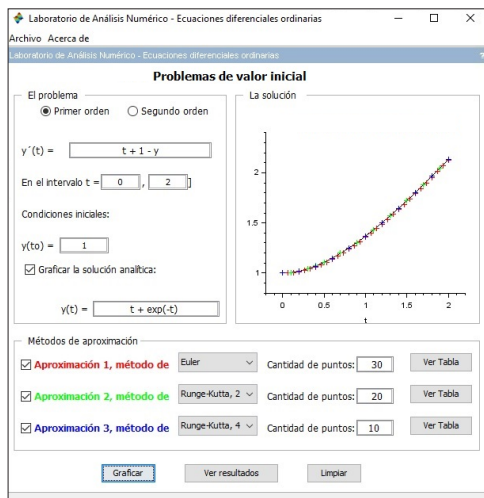 Laboratorio de Análisis Numérico - Ecuaciones diferenciales ordinarias
Archivo Acerca de
Laboratorio de Análisis Numérico - Ecuaciones diferenciales ordinarias
Problemas de valor inicial
El problema
Primer orden Segundo orden
y´(t) = t + 1 - y
En el intervalo t = 0 , 2 ]
Condiciones iniciales:
y(to) = 1
Graficar la solución analítica:
y(t) = t + exp(-t)
La solución
2
1.5
1
0 0.5 1.0 1.5 2
t
Métodos de aproximación
Aproximación 1, método de Euler Cantidad de puntos: 30 Ver Tabla
Aproximación 2, método de Runge-Kutta, 2 Cantidad de puntos: 20 Ver Tabla
Aproximación 3, método de Runge-Kutta, 4 Cantidad de puntos: 10 Ver Tabla
Graficar Ver resultados Limpiar